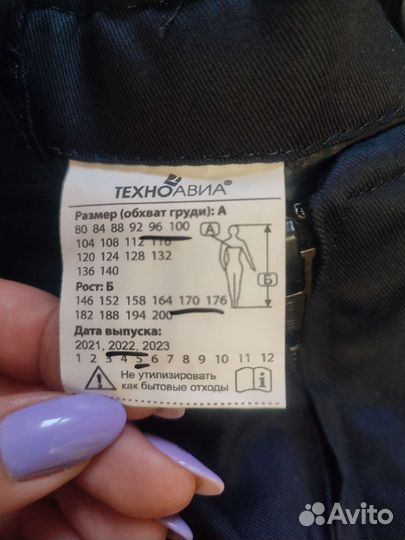 ТЕХНОАВИА®
Размер (обхват груди): А
80 84 88 92 96 100
104 108 112 116
120 124 128 132
136 140
А
Б
Рост: Б
146 152 158 164 170 176
182 188 194 200
Дата выпуска:
2021, 2022, 2023
1 2 3 4 5 6 7 8 9 10 11 12
Не утилизировать
как бытовые отходы
Avito